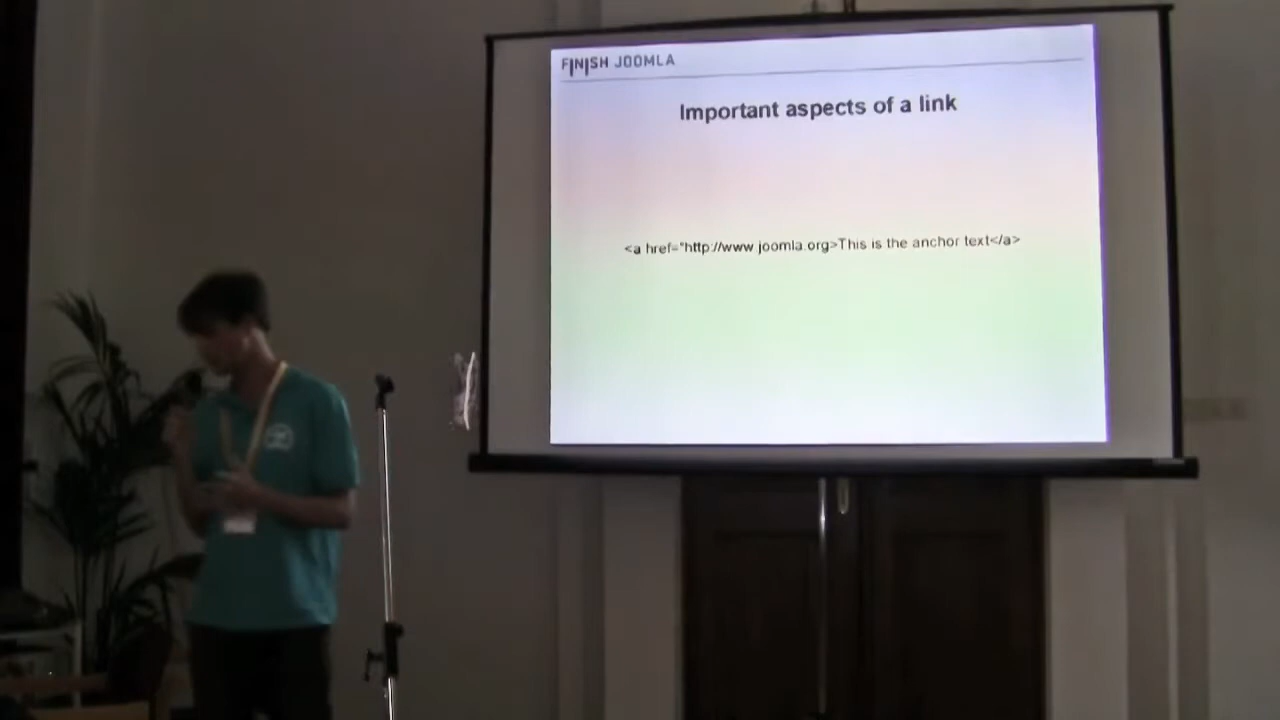 FINISH JOOMLA
Important aspects of a link
<a href="http://www.joomla.org>This is the anchor text</a>